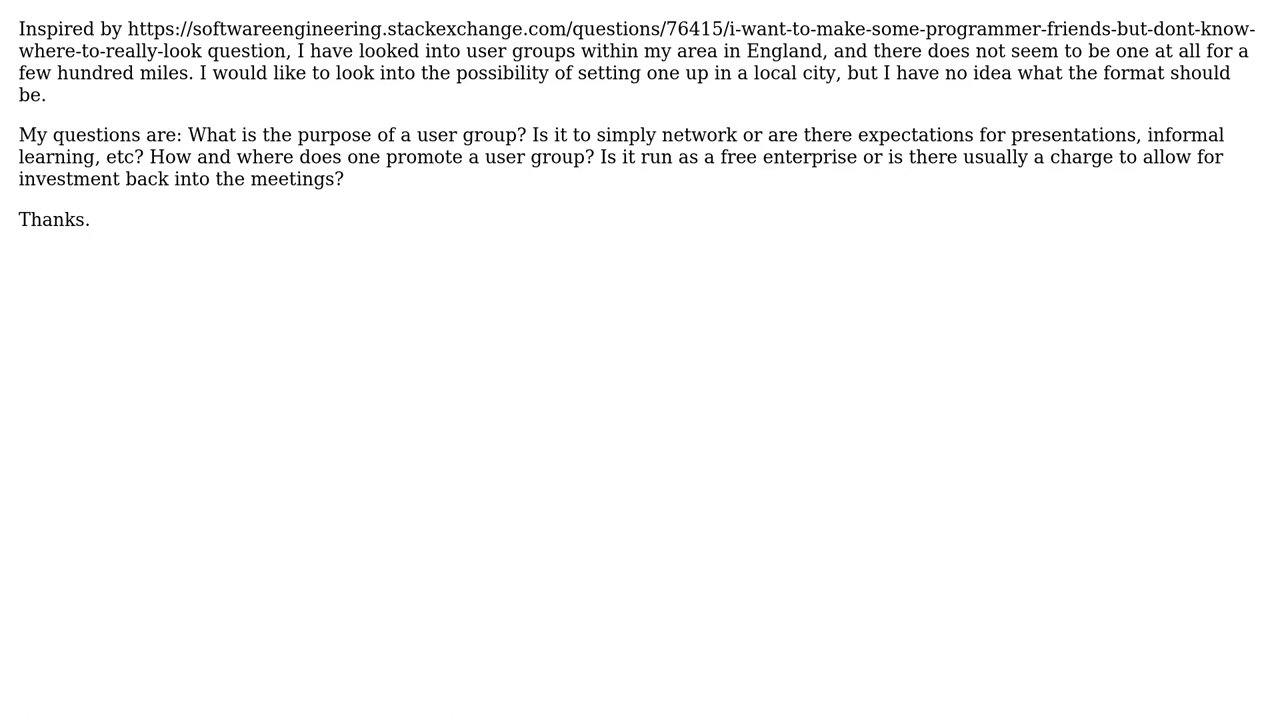 Inspired by https://softwareengineering.stackexchange.com/questions/76415/i-want-to-make-some-programmer-friends-but-dont-know-
where-to-really-look question, I have looked into user groups within my area in England, and there does not seem to be one at all for a
few hundred miles. I would like to look into the possibility of setting one up in a local city, but I have no idea what the format should
be.
My questions are: What is the purpose of a user group? Is it to simply network or are there expectations for presentations, informal
learning, etc? How and where does one promote a user group? Is it run as a free enterprise or is there usually a charge to allow for
investment back into the meetings?
Thanks.